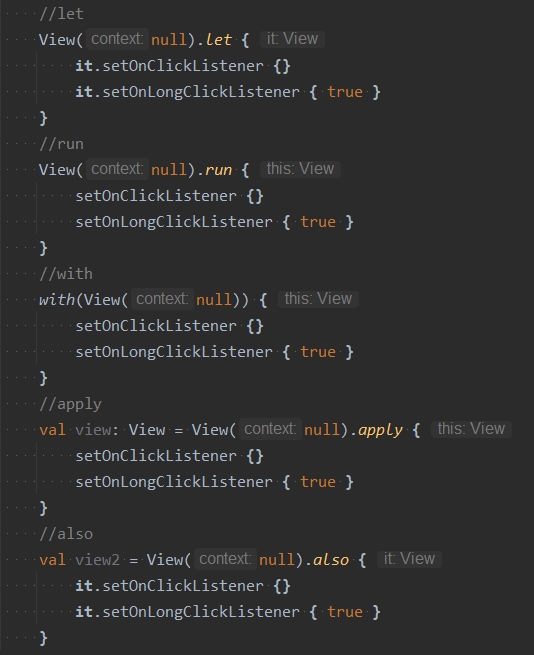 //let
View( context: null).let { it: View
it.setOnClickListener {}
it.setOnLongClickListener { true }
}
//run
View( context: null).run { this: View
setOnClickListener {}
setOnLongClickListener { true }
}
//with
with(View( context: null)) { this: View
setOnClickListener {}
setOnLongClickListener { true }
}
//apply
val view: View = View( context: null).apply { this: View
setOnClickListener {}
setOnLongClickListener { true }
}
//also
val view2 = View( context: null).also { it: View
it.setOnClickListener {}
it.setOnLongClickListener { true }
}